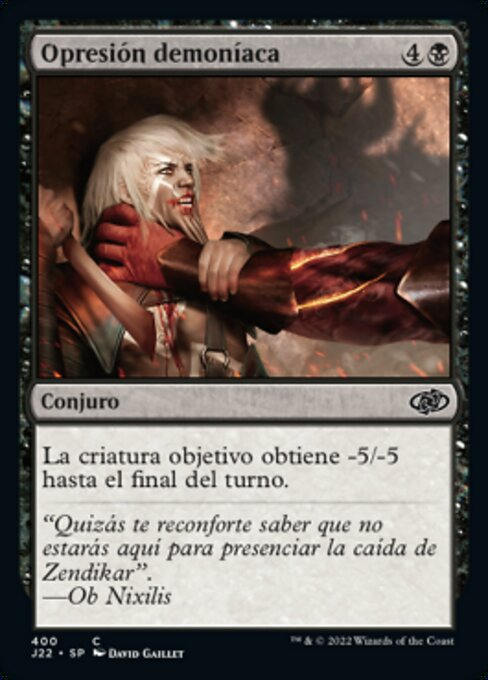 Opresión demoníaca 4
Conjuro
La criatura objetivo obtiene -5/-5
hasta el final del turno.
“Quizás te reconforte saber que no
estarás aquí para presenciar la caída de
Zendikar”.
—Ob Nixilis
400 C
J22 • SP DAVID GAILLET
™ & © 2022 Wizards of the Coast